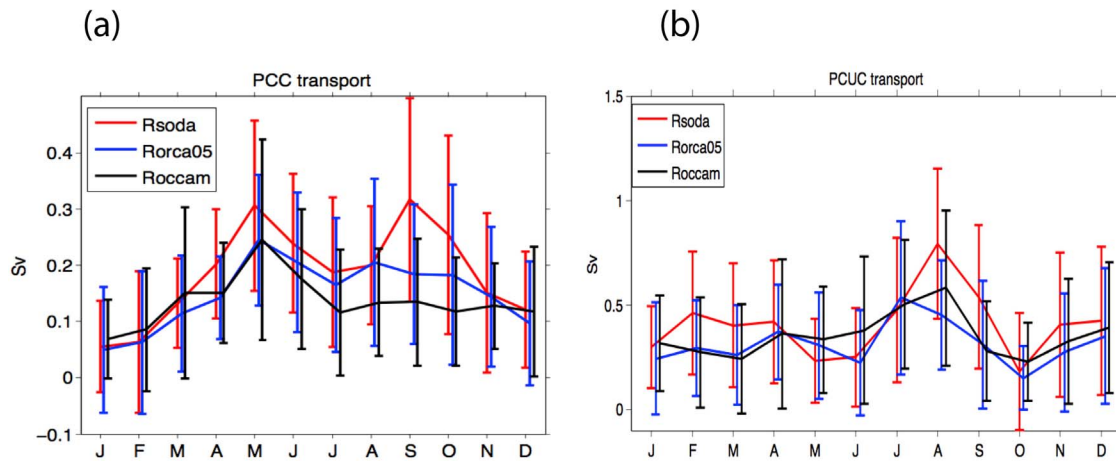 (a)
PCC transport
Rsoda
Rorca05
Roccam
Sv
0.4
0.3
0.2
0.1
0
−0.1
J F M A M J J A S O N D
(b)
PCUC transport
Rsoda
Rorca05
Roccam
Sv
1.5
1
0.5
0
J F M A M J J A S O N D